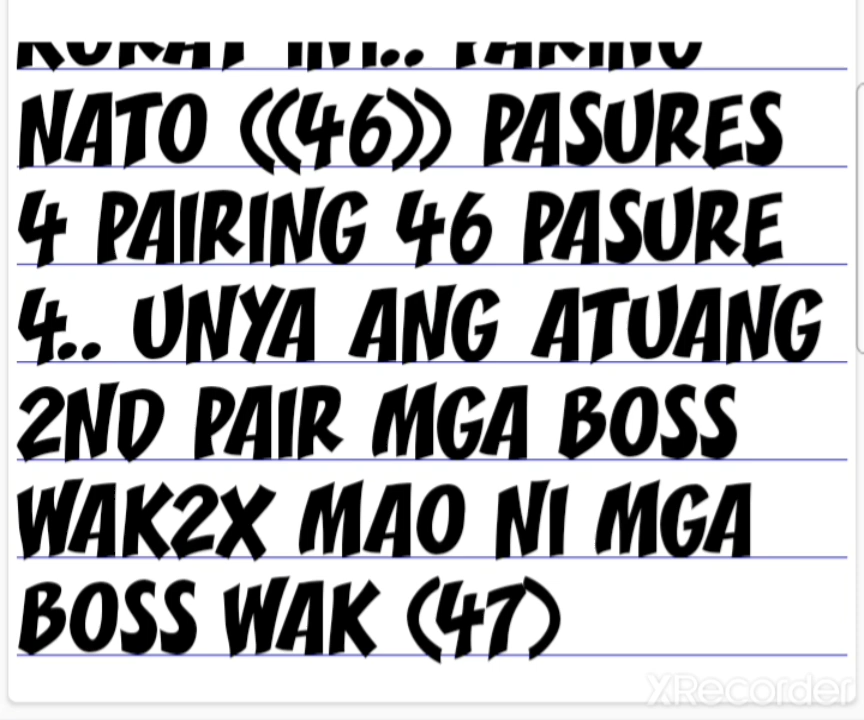 NATO ((46)) PASURES
4 PAIRING 46 PASURE
4.. UNYA ANG ATUANG
2ND PAIR MGA BOSS
WAK2X MAO NI MGA
BOSS WAK (47)
XRecorder